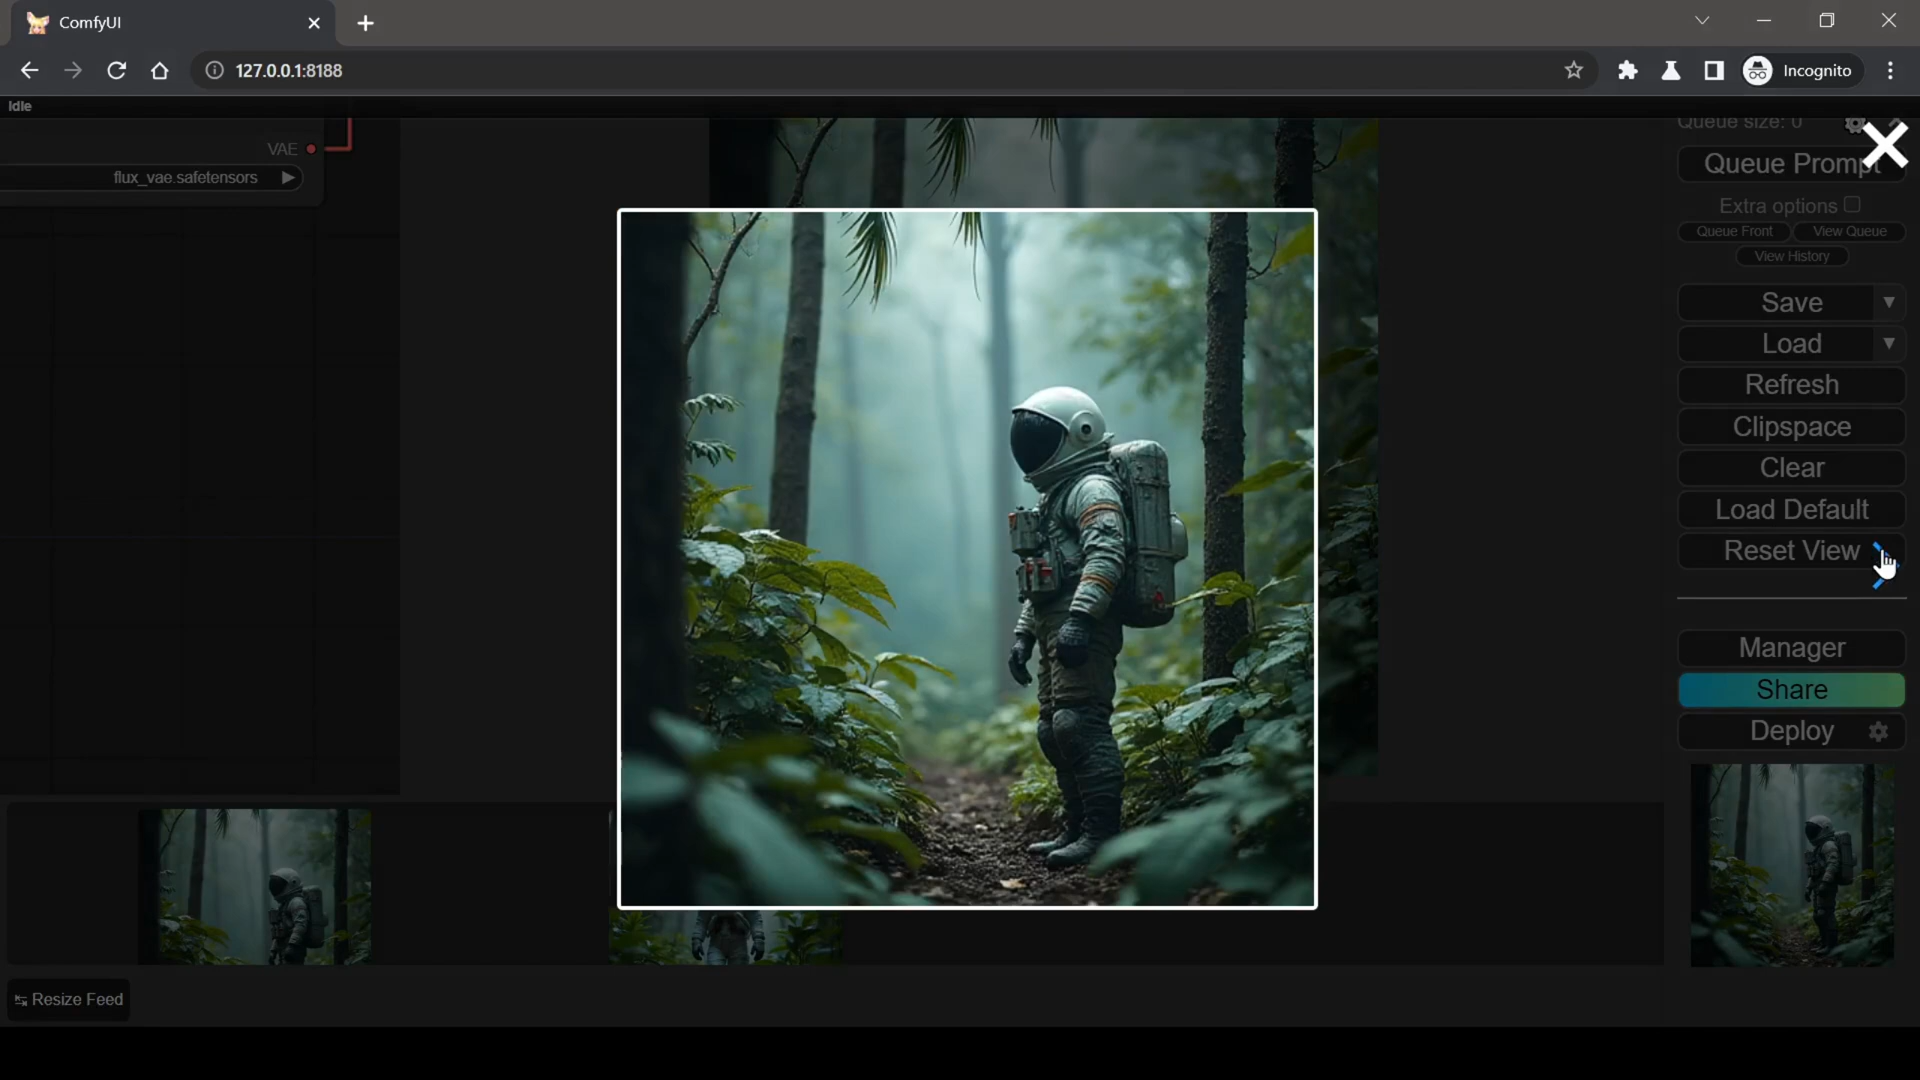 ComfyUI
127.0.0.1:8188
Incognito
Idle
VAE
flux_vae.safetensors
Queue size: 0
Queue Prompt
Extra options
Queue Front
View Queue
View History
Save
Load
Refresh
Clipspace
Clear
Load Default
Reset View
Manager
Share
Deploy
Resize Feed